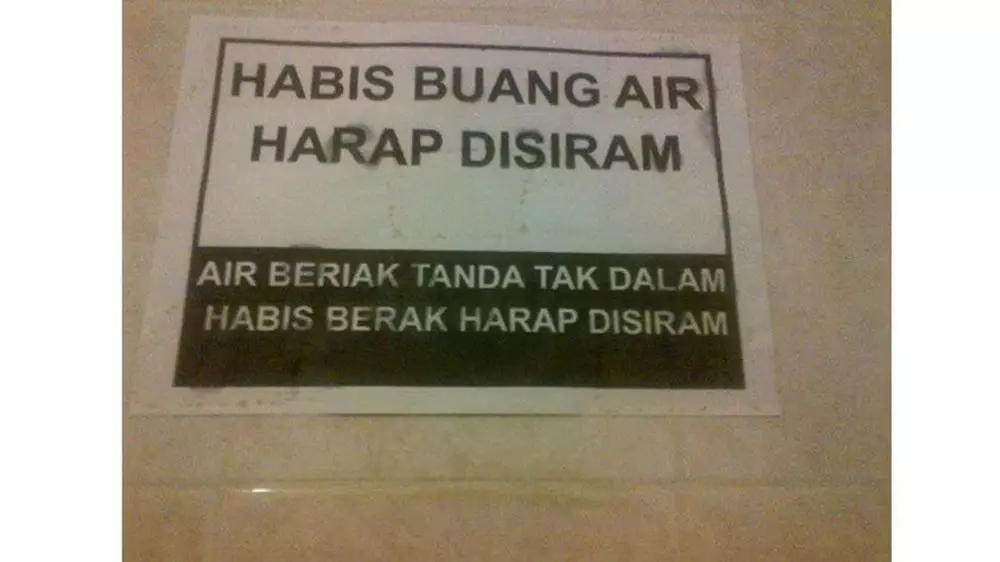 HABIS BUANG AIR
HARAP DISIRAM
AIR BERIAK TANDA TAK DALAM
HABIS BERAK HARAP DISIRAM